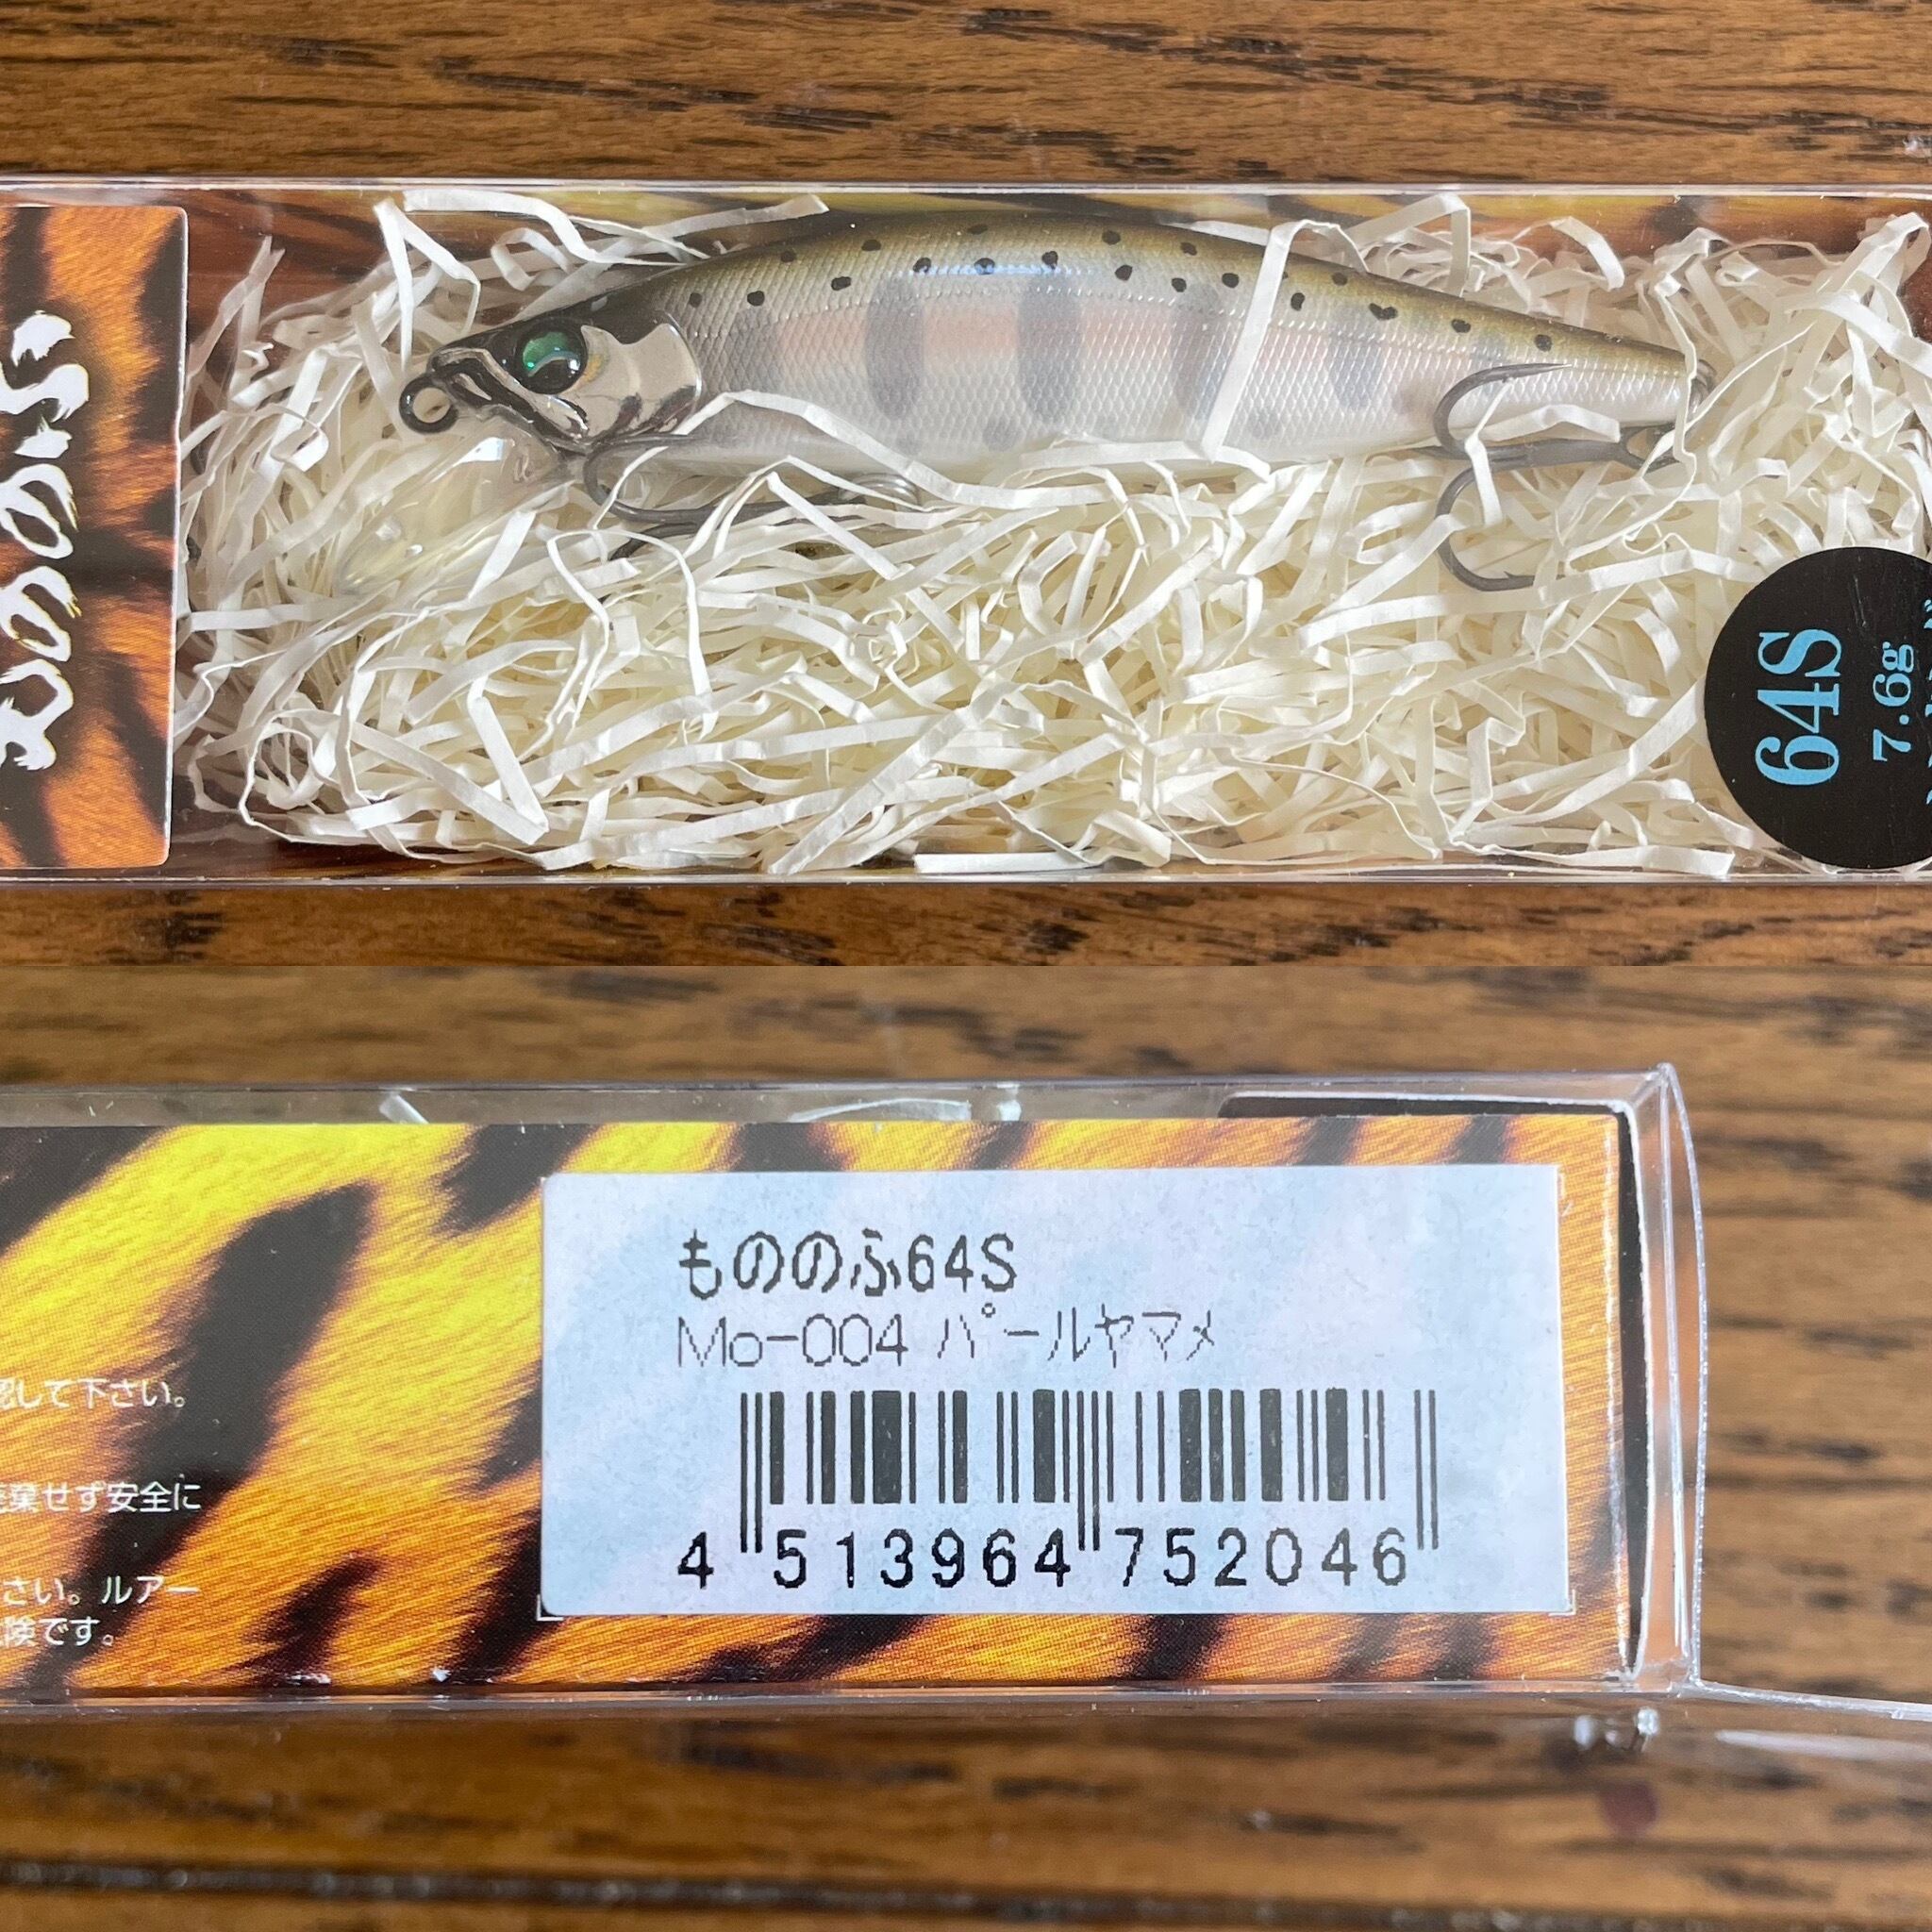 もののふ
64S
7.6g
もののふ64S
Mo-004 パールヤマメ
4 513964 752046
認して下さい。
棄せず安全に
さい。ルアー
険です。